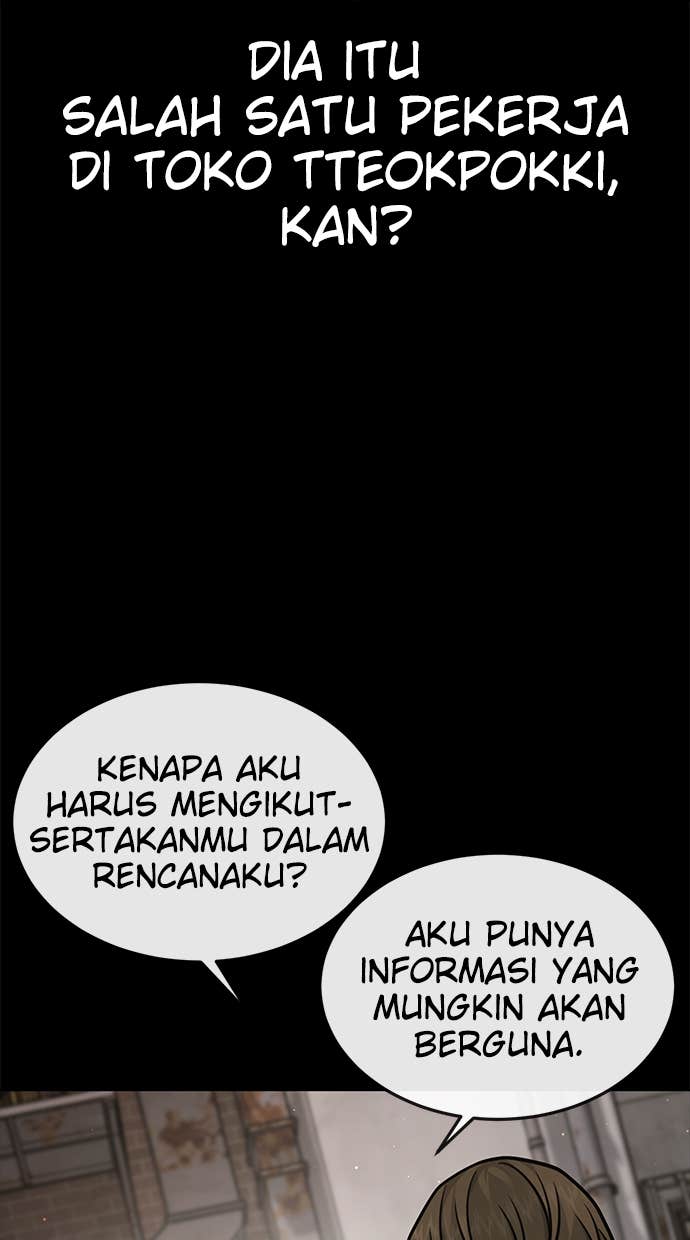 DIA ITU
SALAH SATU PEKERJA
DI TOKO TTEOKPOKKI,
KAN?
KENAPA AKU
HARUS MENGIKUT-
SERTAKANMU DALAM
RENCANAKU?
AKU PUNYA
INFORMASI YANG
MUNGKIN AKAN
BERGUNA.